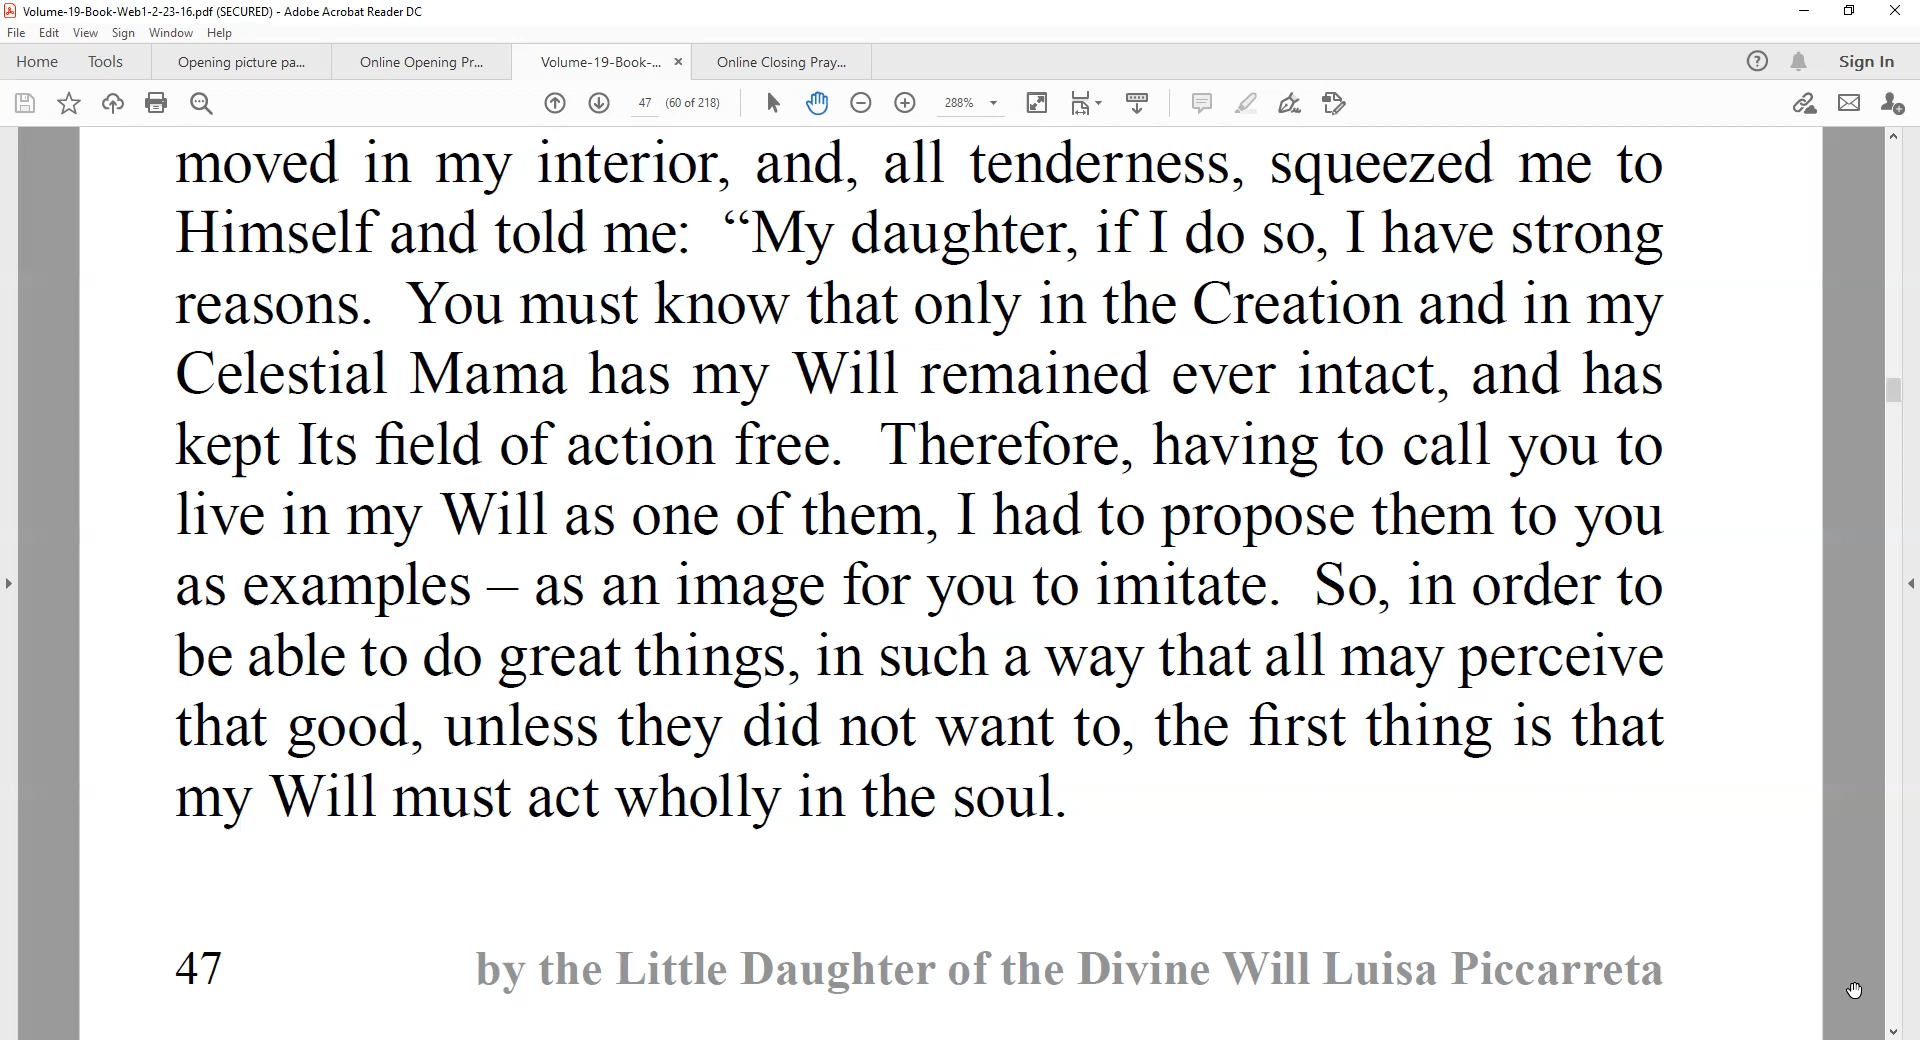 Volume-19-Book-Web1-2-23-16.pdf (SECURED) - Adobe Acrobat Reader DC
File Edit View Sign Window Help
Home Tools Opening picture pa... Online Opening Pr... Volume-19-Book-... × Online Closing Pray... Sign In
47 (60 of 218) 288%
moved in my interior, and, all tenderness, squeezed me to
Himself and told me: “My daughter, if I do so, I have strong
reasons. You must know that only in the Creation and in my
Celestial Mama has my Will remained ever intact, and has
kept Its field of action free. Therefore, having to call you to
live in my Will as one of them, I had to propose them to you
as examples – as an image for you to imitate. So, in order to
be able to do great things, in such a way that all may perceive
that good, unless they did not want to, the first thing is that
my Will must act wholly in the soul.
47 by the Little Daughter of the Divine Will Luisa Piccarreta